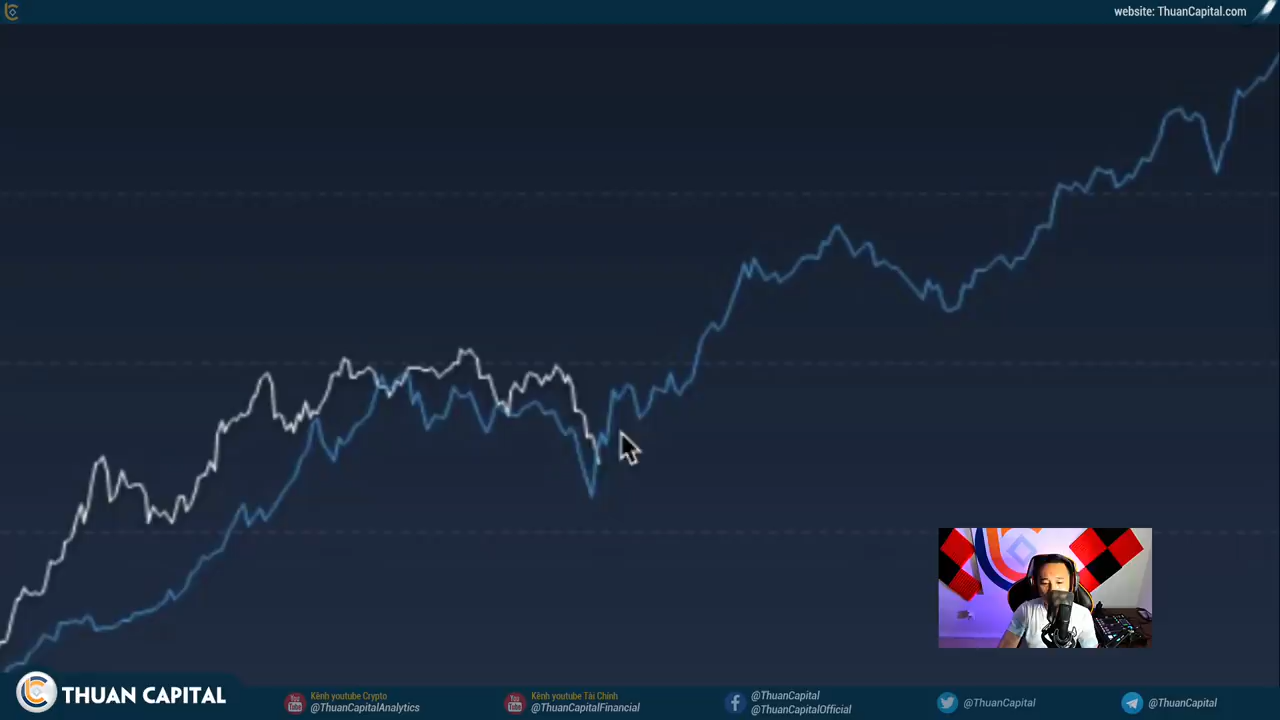 website: ThuanCapital.com
THUAN CAPITAL
Kênh youtube Crypto
@ThuanCapitalAnalytics
Kênh youtube Tài Chính
@ThuanCapitalFinancial
@ThuanCapital
@ThuanCapitalOfficial
@ThuanCapital
@ThuanCapital